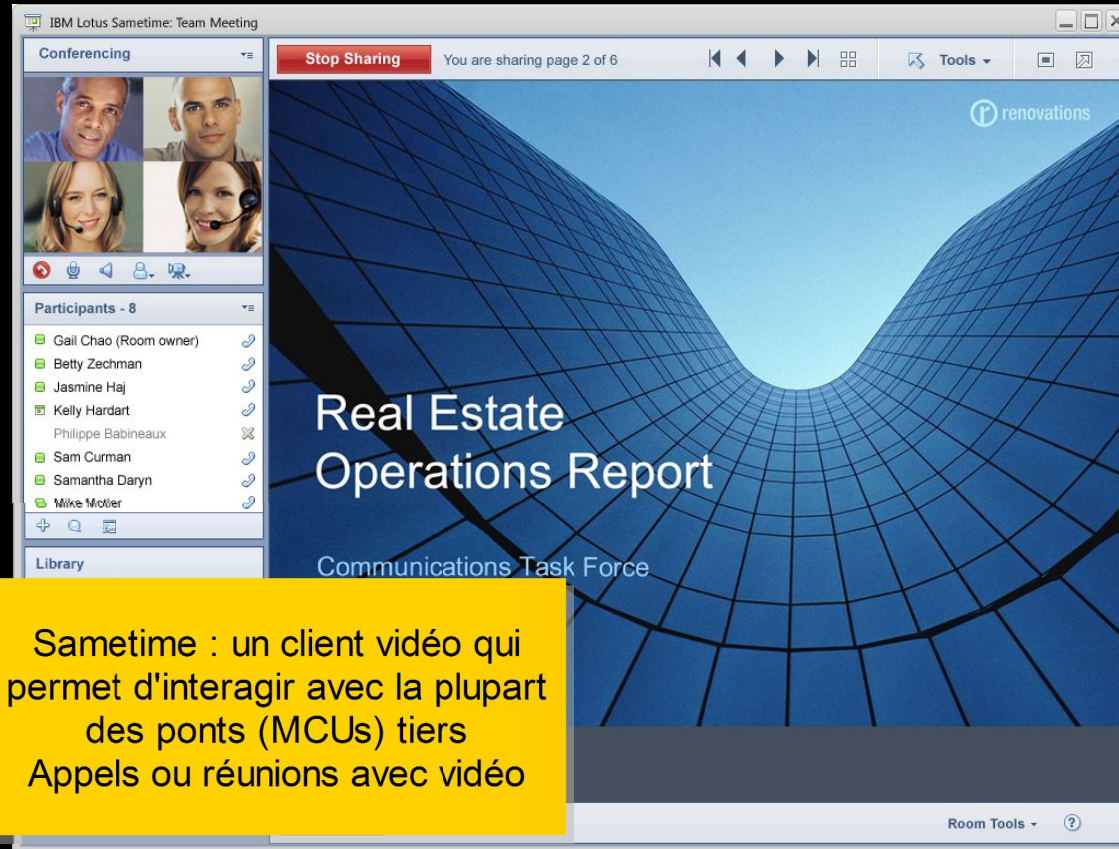 IBM Lotus Sametime: Team Meeting
Conferencing
Stop Sharing
You are sharing page 2 of 6
Tools
renovations
Participants - 8
Gail Chao (Room owner)
Betty Zechman
Jasmine Haj
Kelly Hardart
Philippe Babineaux
Sam Curman
Samantha Daryn
Mike
Library
Real Estate
Operations Report
Communications Task Force
Sametime : un client vidéo qui
permet d'interagir avec la plupart
des ponts (MCUs) tiers
Appels ou réunions avec vidéo
Room Tools